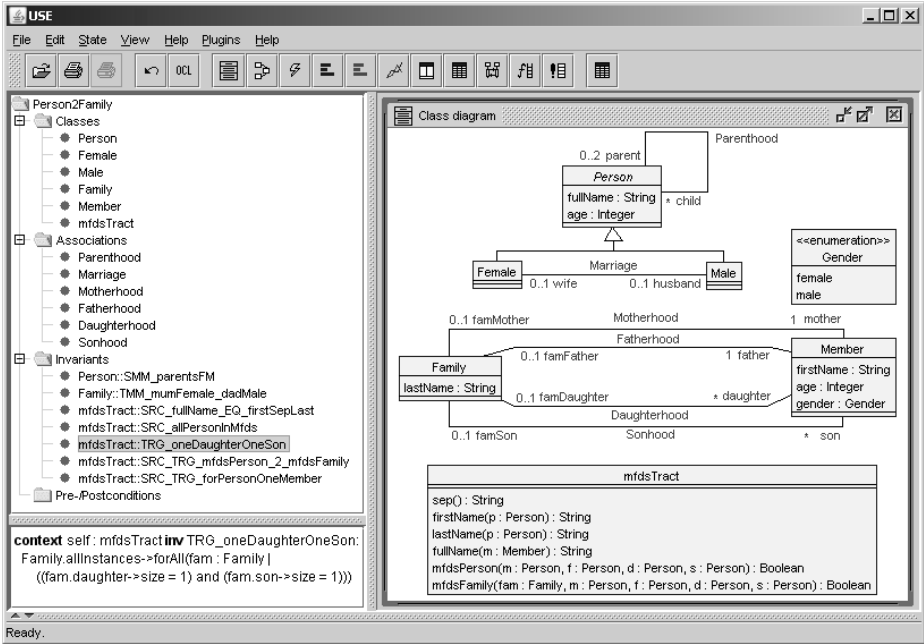 USE
File Edit State View Help Plugins Help
OCL
Person2Family
Classes
Person
Female
Male
Family
Member
mfdsTract
Associations
Parenthood
Marriage
Motherhood
Fatherhood
Daughterhood
Sonhood
Invariants
Person::SMM_parentsFM
Family::TMM_mumFemale_dadMale
mfdsTract::SRC_fullName_EQ_firstSepLast
mfdsTract::SRC_allPersonInMfds
mfdsTract::TRG_oneDaughterOneSon
mfdsTract::SRC_TRG_mfdsPerson_2_mfdsFamily
mfdsTract::SRC_TRG_forPersonOneMember
Pre-/Postconditions
context self : mfdsTract inv TRG_oneDaughterOneSon:
Family.allInstances->forAll(fam : Family |
((fam.daughter->size = 1) and (fam.son->size = 1)))
Class diagram
Parenthood
0..2 parent
Person
fullName : String
age : Integer
* child
<<enumeration>>
Gender
female
male
Female
Marriage
Male
0..1 wife
0..1 husband
0..1 famMother
Motherhood
1 mother
Fatherhood
0..1 famFather
1 father
Family
lastName : String
Member
firstName : String
age : Integer
gender : Gender
0..1 famDaughter
* daughter
Daughterhood
0..1 famSon
Sonhood
* son
mfdsTract
sep() : String
firstName(p : Person) : String
lastName(p : Person) : String
fullName(m : Member) : String
mfdsPerson(m : Person, f : Person, d : Person, s : Person) : Boolean
mfdsFamily(fam : Family, m : Person, f : Person, d : Person, s : Person) : Boolean
Ready.